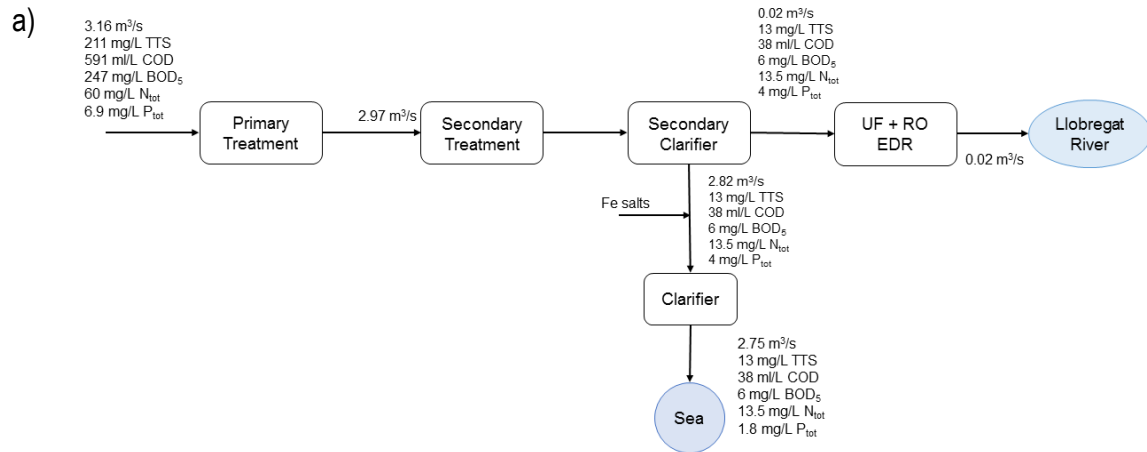 a)
3.16 m³/s
211 mg/L TTS
591 ml/L COD
247 mg/L BOD₅
60 mg/L Nₜₒₜ
6.9 mg/L Pₜₒₜ
Primary
Treatment
2.97 m³/s
Secondary
Treatment
Secondary
Clarifier
0.02 m³/s
13 mg/L TTS
38 ml/L COD
6 mg/L BOD₅
13.5 mg/L Nₜₒₜ
4 mg/L Pₜₒₜ
UF + RO
EDR
0.02 m³/s
Llobregat
River
Fe salts
2.82 m³/s
13 mg/L TTS
38 ml/L COD
6 mg/L BOD₅
13.5 mg/L Nₜₒₜ
4 mg/L Pₜₒₜ
Clarifier
2.75 m³/s
13 mg/L TTS
38 ml/L COD
6 mg/L BOD₅
13.5 mg/L Nₜₒₜ
1.8 mg/L Pₜₒₜ
Sea